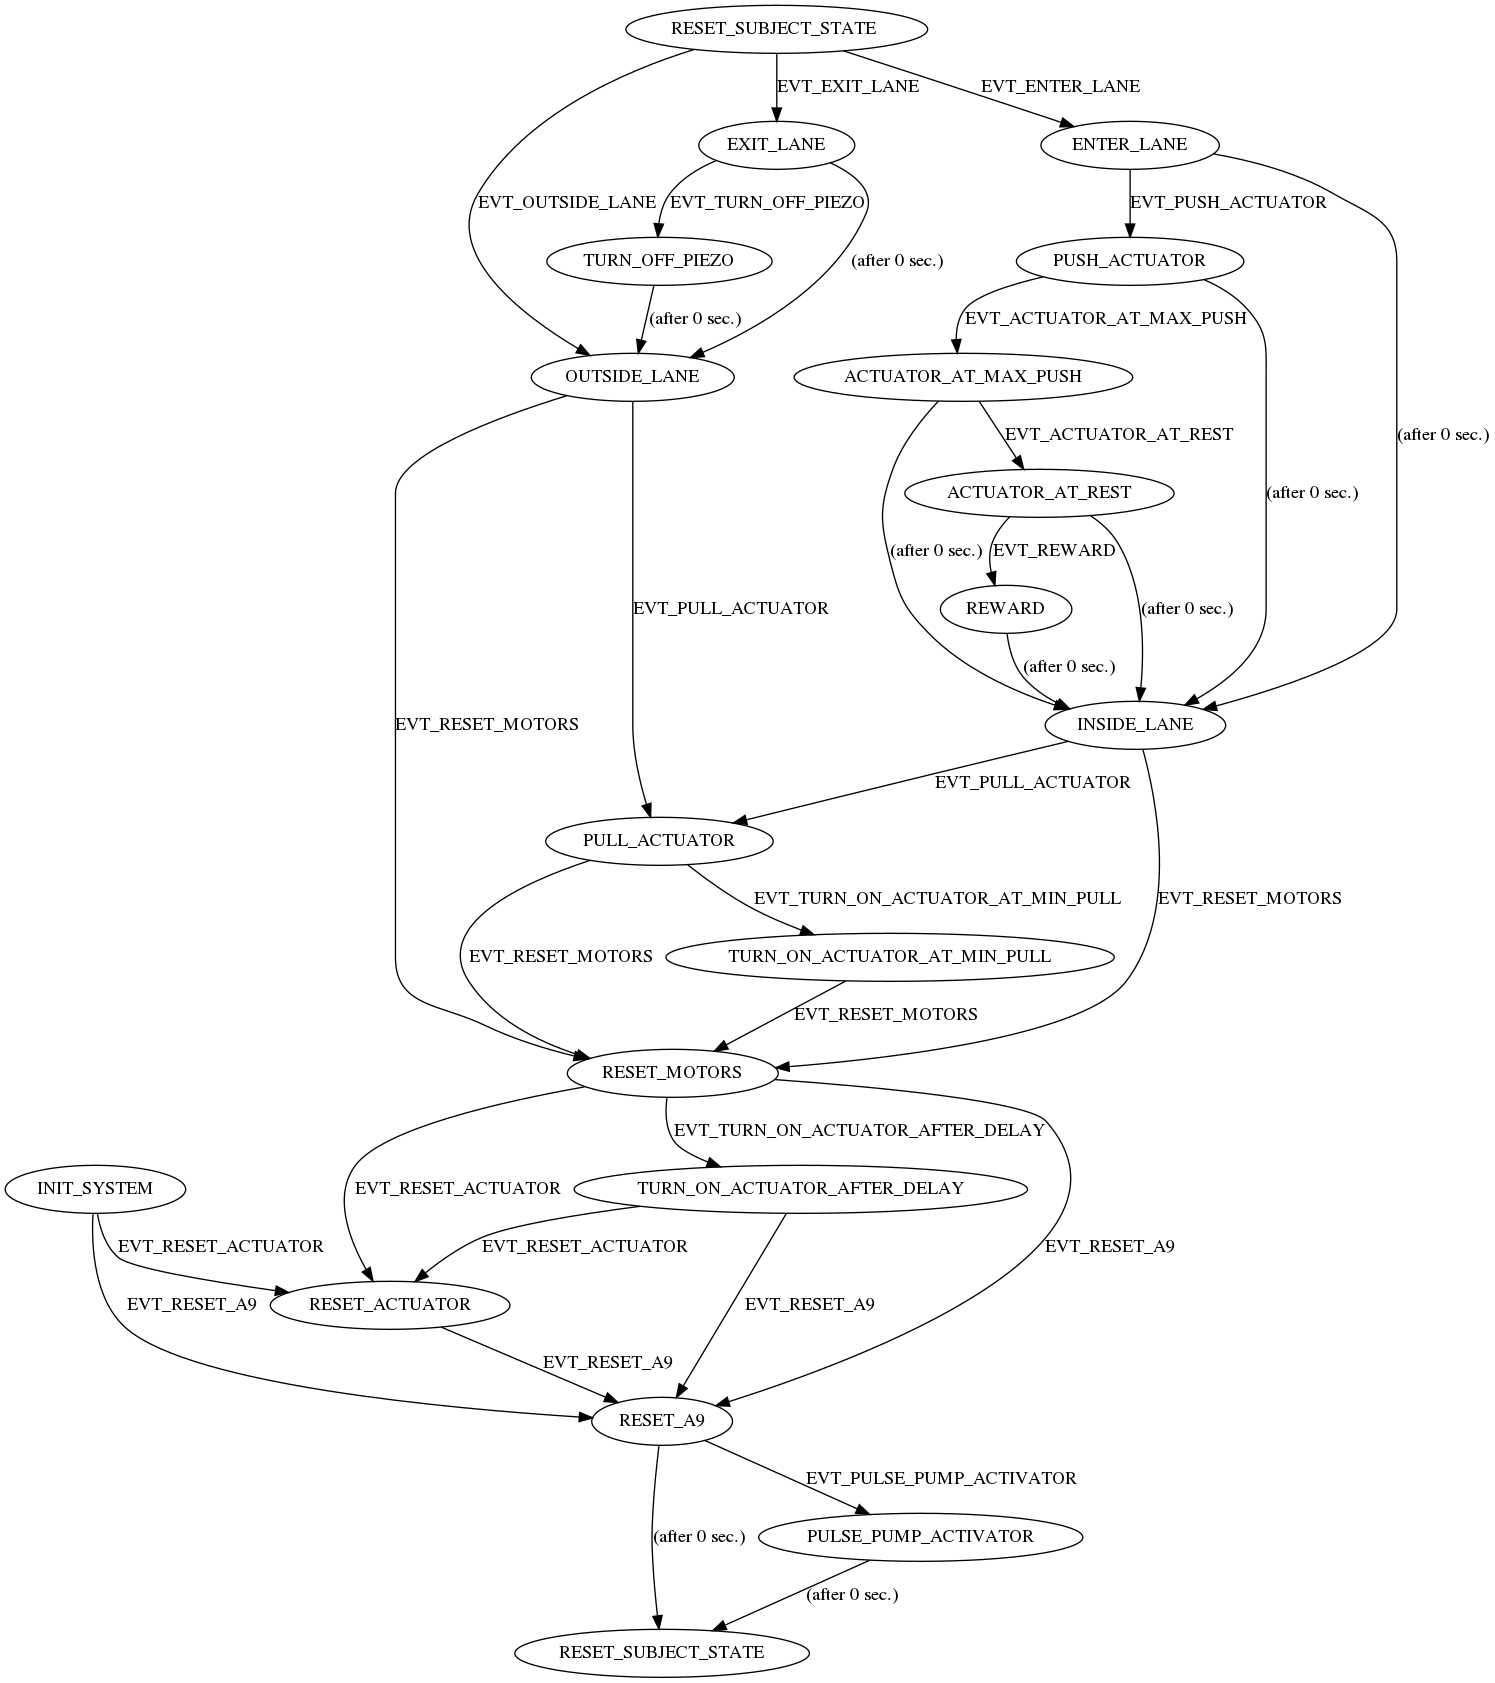 RESET_SUBJECT_STATE
EVT_EXIT_LANE
EVT_ENTER_LANE
EXIT_LANE
ENTER_LANE
EVT_OUTSIDE_LANE
EVT_TURN_OFF_PIEZO
EVT_PUSH_ACTUATOR
TURN_OFF_PIEZO
(after 0 sec.)
PUSH_ACTUATOR
(after 0 sec.)
EVT_ACTUATOR_AT_MAX_PUSH
OUTSIDE_LANE
ACTUATOR_AT_MAX_PUSH
EVT_ACTUATOR_AT_REST
(after 0 sec.)
ACTUATOR_AT_REST
(after 0 sec.)
(after 0 sec.)
EVT_REWARD
EVT_PULL_ACTUATOR
REWARD
(after 0 sec.)
(after 0 sec.)
EVT_RESET_MOTORS
INSIDE_LANE
EVT_PULL_ACTUATOR
PULL_ACTUATOR
EVT_TURN_ON_ACTUATOR_AT_MIN_PULL
EVT_RESET_MOTORS
EVT_RESET_MOTORS
TURN_ON_ACTUATOR_AT_MIN_PULL
EVT_RESET_MOTORS
RESET_MOTORS
EVT_TURN_ON_ACTUATOR_AFTER_DELAY
INIT_SYSTEM
EVT_RESET_ACTUATOR
TURN_ON_ACTUATOR_AFTER_DELAY
EVT_RESET_ACTUATOR
EVT_RESET_ACTUATOR
EVT_RESET_A9
EVT_RESET_A9
RESET_ACTUATOR
EVT_RESET_A9
EVT_RESET_A9
RESET_A9
EVT_PULSE_PUMP_ACTIVATOR
(after 0 sec.)
PULSE_PUMP_ACTIVATOR
(after 0 sec.)
RESET_SUBJECT_STATE